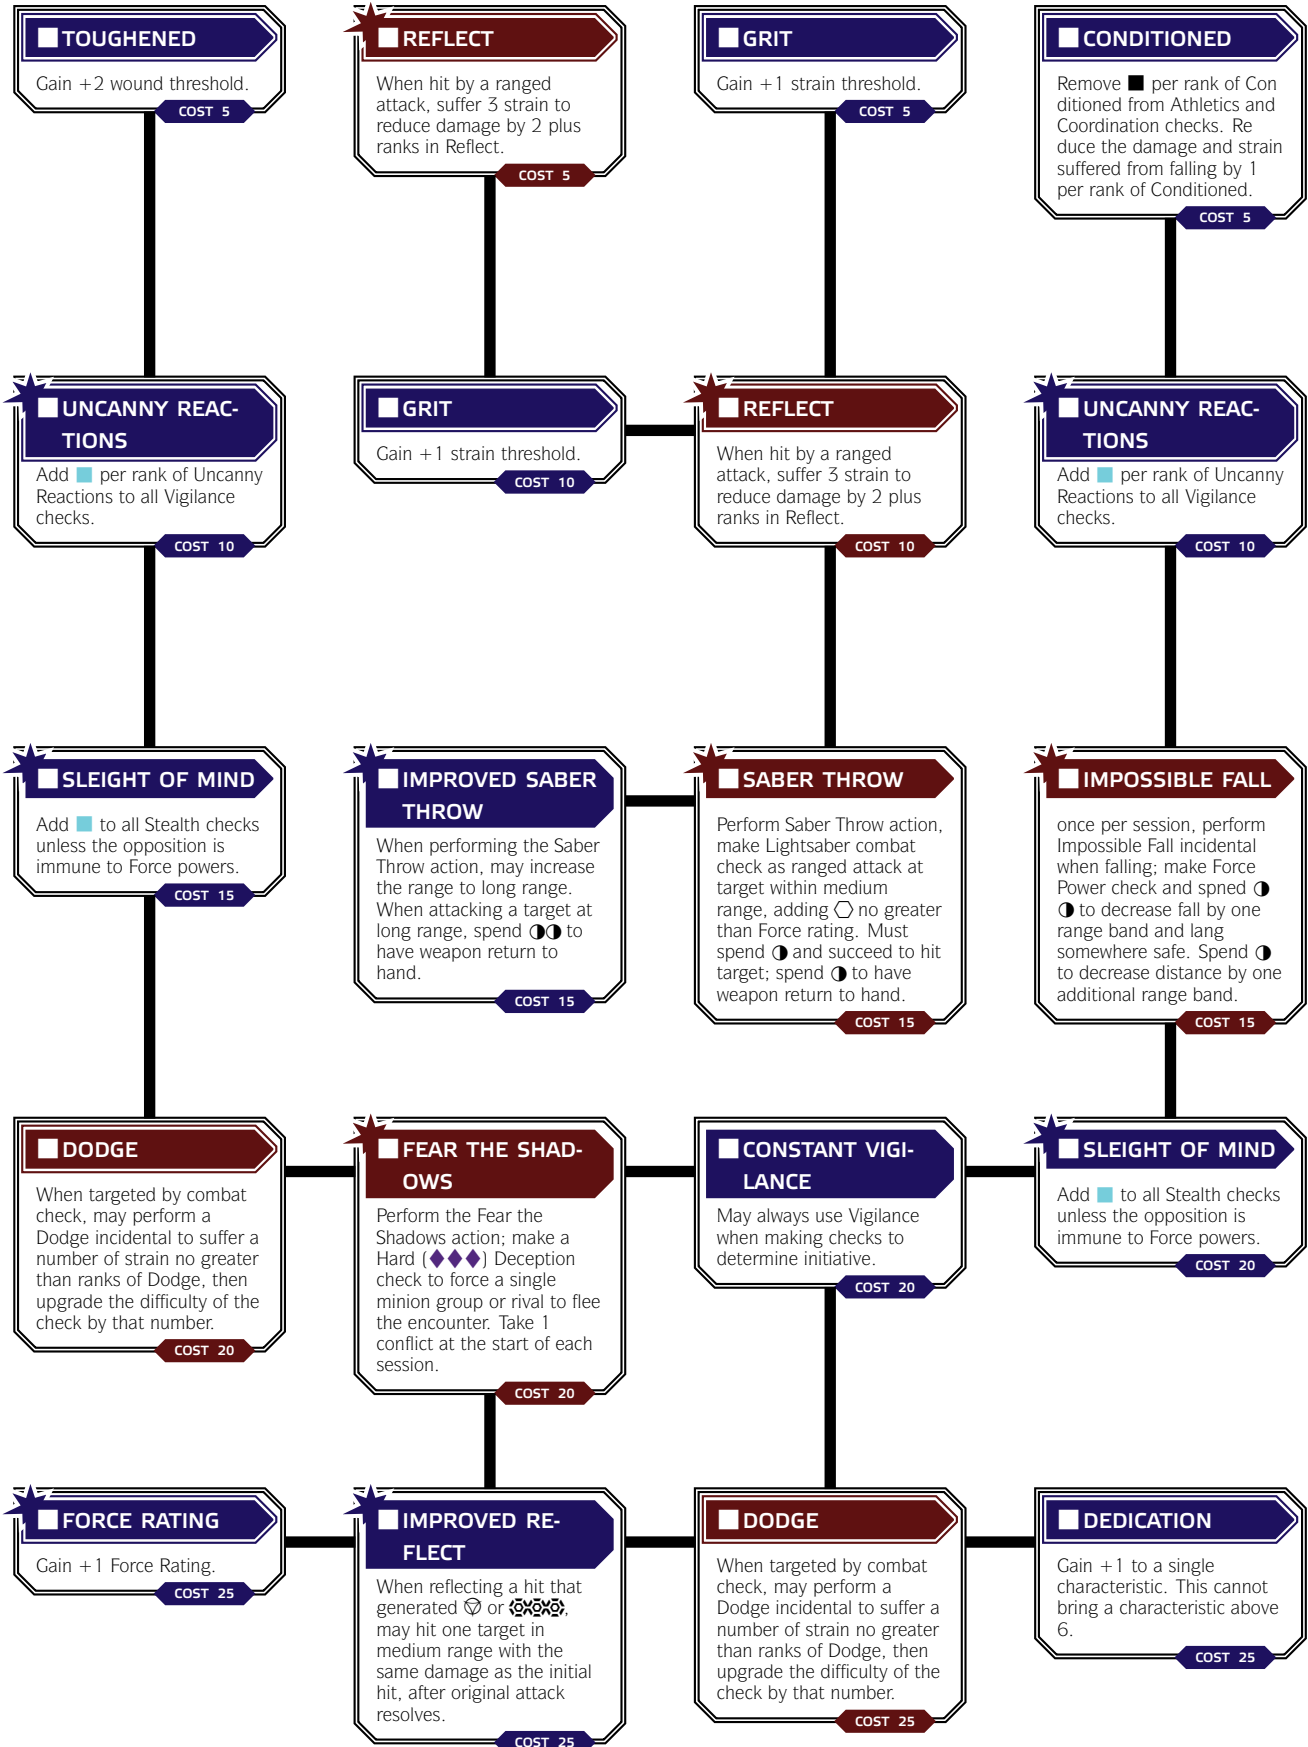 TOUGHENED
Gain +2 wound threshold.
COST 5
REFLECT
When hit by a ranged
attack, suffer 3 strain to
reduce damage by 2 plus
ranks in Reflect.
COST 5
GRIT
Gain +1 strain threshold.
COST 5
CONDITIONED
Remove per rank of Con
ditioned from Athletics and
Coordination checks. Re
duce the damage and strain
suffered from falling by 1
per rank of Conditioned.
COST 5
UNCANNY REAC-
TIONS
Add per rank of Uncanny
Reactions to all Vigilance
checks.
COST 10
GRIT
Gain +1 strain threshold.
COST 10
REFLECT
When hit by a ranged
attack, suffer 3 strain to
reduce damage by 2 plus
ranks in Reflect.
COST 10
UNCANNY REAC-
TIONS
Add per rank of Uncanny
Reactions to all Vigilance
checks.
COST 10
SLEIGHT OF MIND
Add to all Stealth checks
unless the opposition is
immune to Force powers.
COST 15
IMPROVED SABER
THROW
When performing the Saber
Throw action, may increase
the range to long range.
When attacking a target at
long range, spend to
have weapon return to
hand.
COST 15
SABER THROW
Perform Saber Throw action,
make Lightsaber combat
check as ranged attack at
target within medium
range, adding no greater
than Force rating. Must
spend and succeed to hit
target; spend to have
weapon return to hand.
COST 15
IMPOSSIBLE FALL
once per session, perform
Impossible Fall incidental
when falling; make Force
Power check and spned
to decrease fall by one
range band and lang
somewhere safe. Spend
to decrease distance by one
additional range band.
COST 15
DODGE
When targeted by combat
check, may perform a
Dodge incidental to suffer a
number of strain no greater
than ranks of Dodge, then
upgrade the difficulty of the
check by that number.
COST 20
FEAR THE SHAD-
OWS
Perform the Fear the
Shadows action; make a
Hard (♦♦♦) Deception
check to force a single
minion group or rival to flee
the encounter. Take 1
conflict at the start of each
session.
COST 20
CONSTANT VIGI-
LANCE
May always use Vigilance
when making checks to
determine initiative.
COST 20
SLEIGHT OF MIND
Add to all Stealth checks
unless the opposition is
immune to Force powers.
COST 20
FORCE RATING
Gain +1 Force Rating.
COST 25
IMPROVED RE-
FLECT
When reflecting a hit that
generated or ,
may hit one target in
medium range with the
same damage as the initial
hit, after original attack
resolves.
COST 25
DODGE
When targeted by combat
check, may perform a
Dodge incidental to suffer a
number of strain no greater
than ranks of Dodge, then
upgrade the difficulty of the
check by that number.
COST 25
DEDICATION
Gain +1 to a single
characteristic. This cannot
bring a characteristic above
6.
COST 25